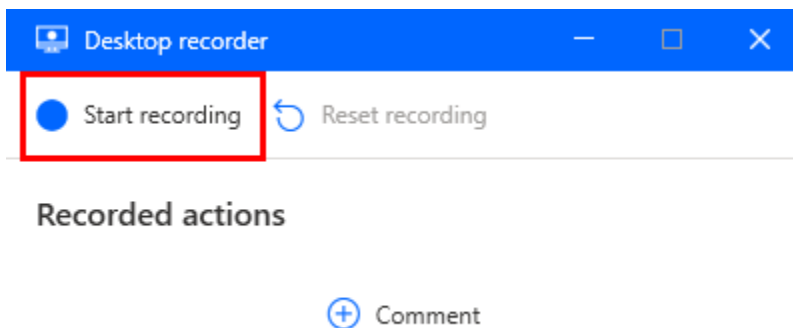 Desktop recorder
Start recording Reset recording
Recorded actions
Comment